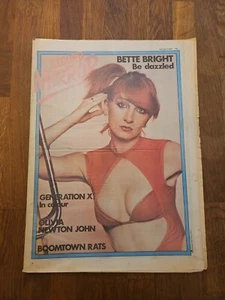 BETTE BRIGHT
Be dazzled
GENERATION X
in colour
OLIVIA
NEWTON JOHN
BOOMTOWN RATS